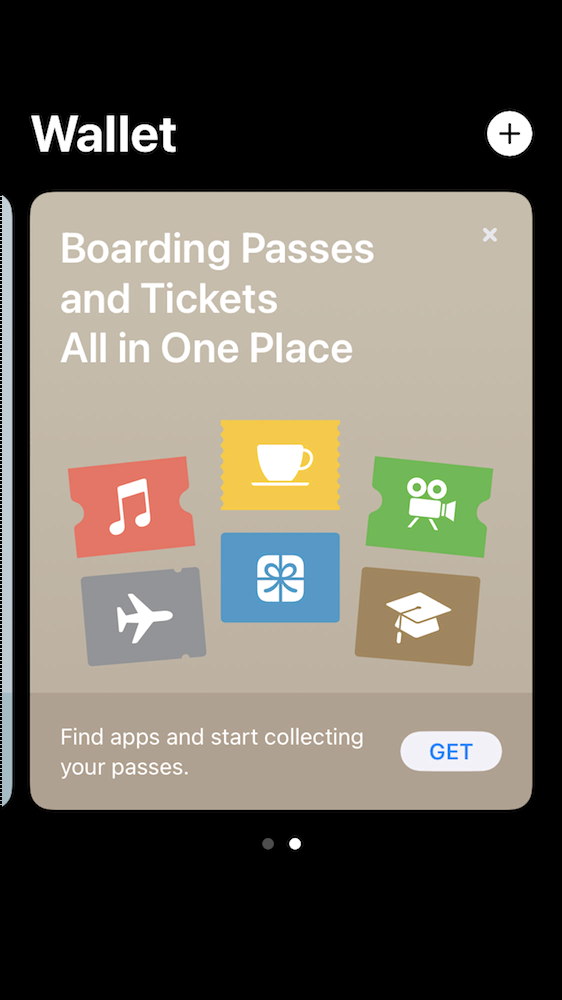 Wallet
Boarding Passes
and Tickets
All in One Place
Find apps and start collecting
your passes.
GET